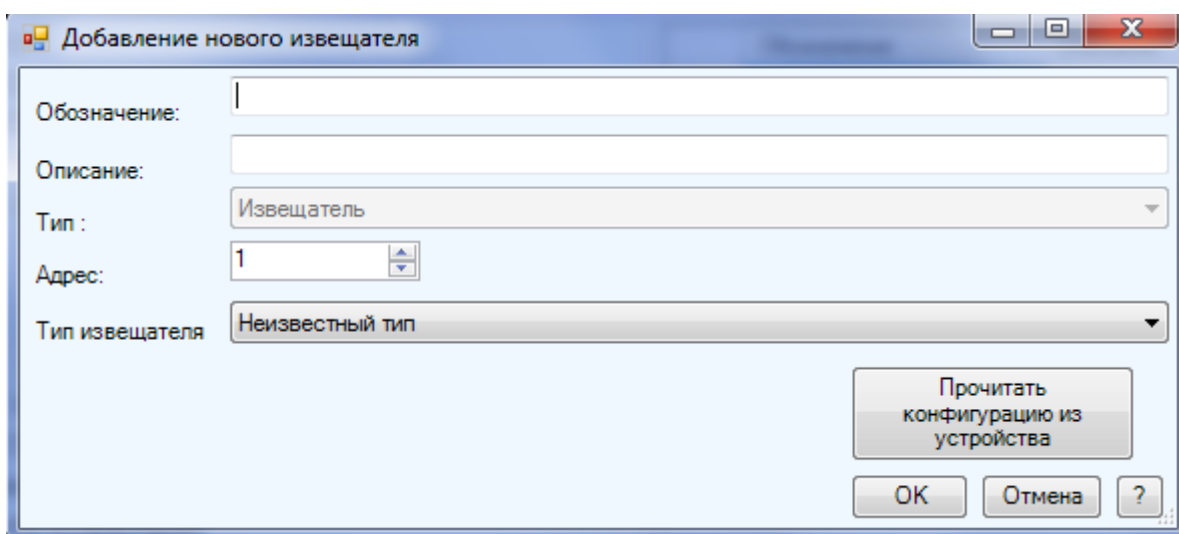 Добавление нового извещателя
Обозначение:
Описание:
Тип :
Извещатель
Адрес:
1
Тип извещателя
Неизвестный тип
Прочитать
конфигурацию из
устройства
OK
Отмена
?